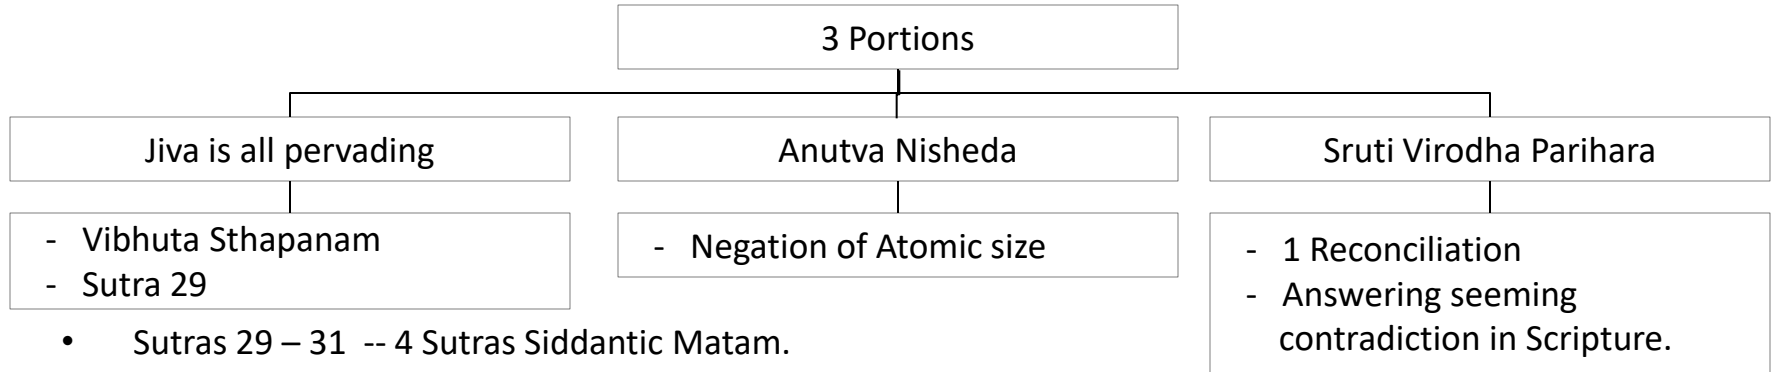 3 Portions
Jiva is all pervading
Anutva Nisheda
Sruti Virodha Parihara
- Vibhuta Sthapanam
- Sutra 29
- Negation of Atomic size
- 1 Reconciliation
- Answering seeming
contradiction in Scripture.
• Sutras 29 – 31 -- 4 Sutras Siddantic Matam.